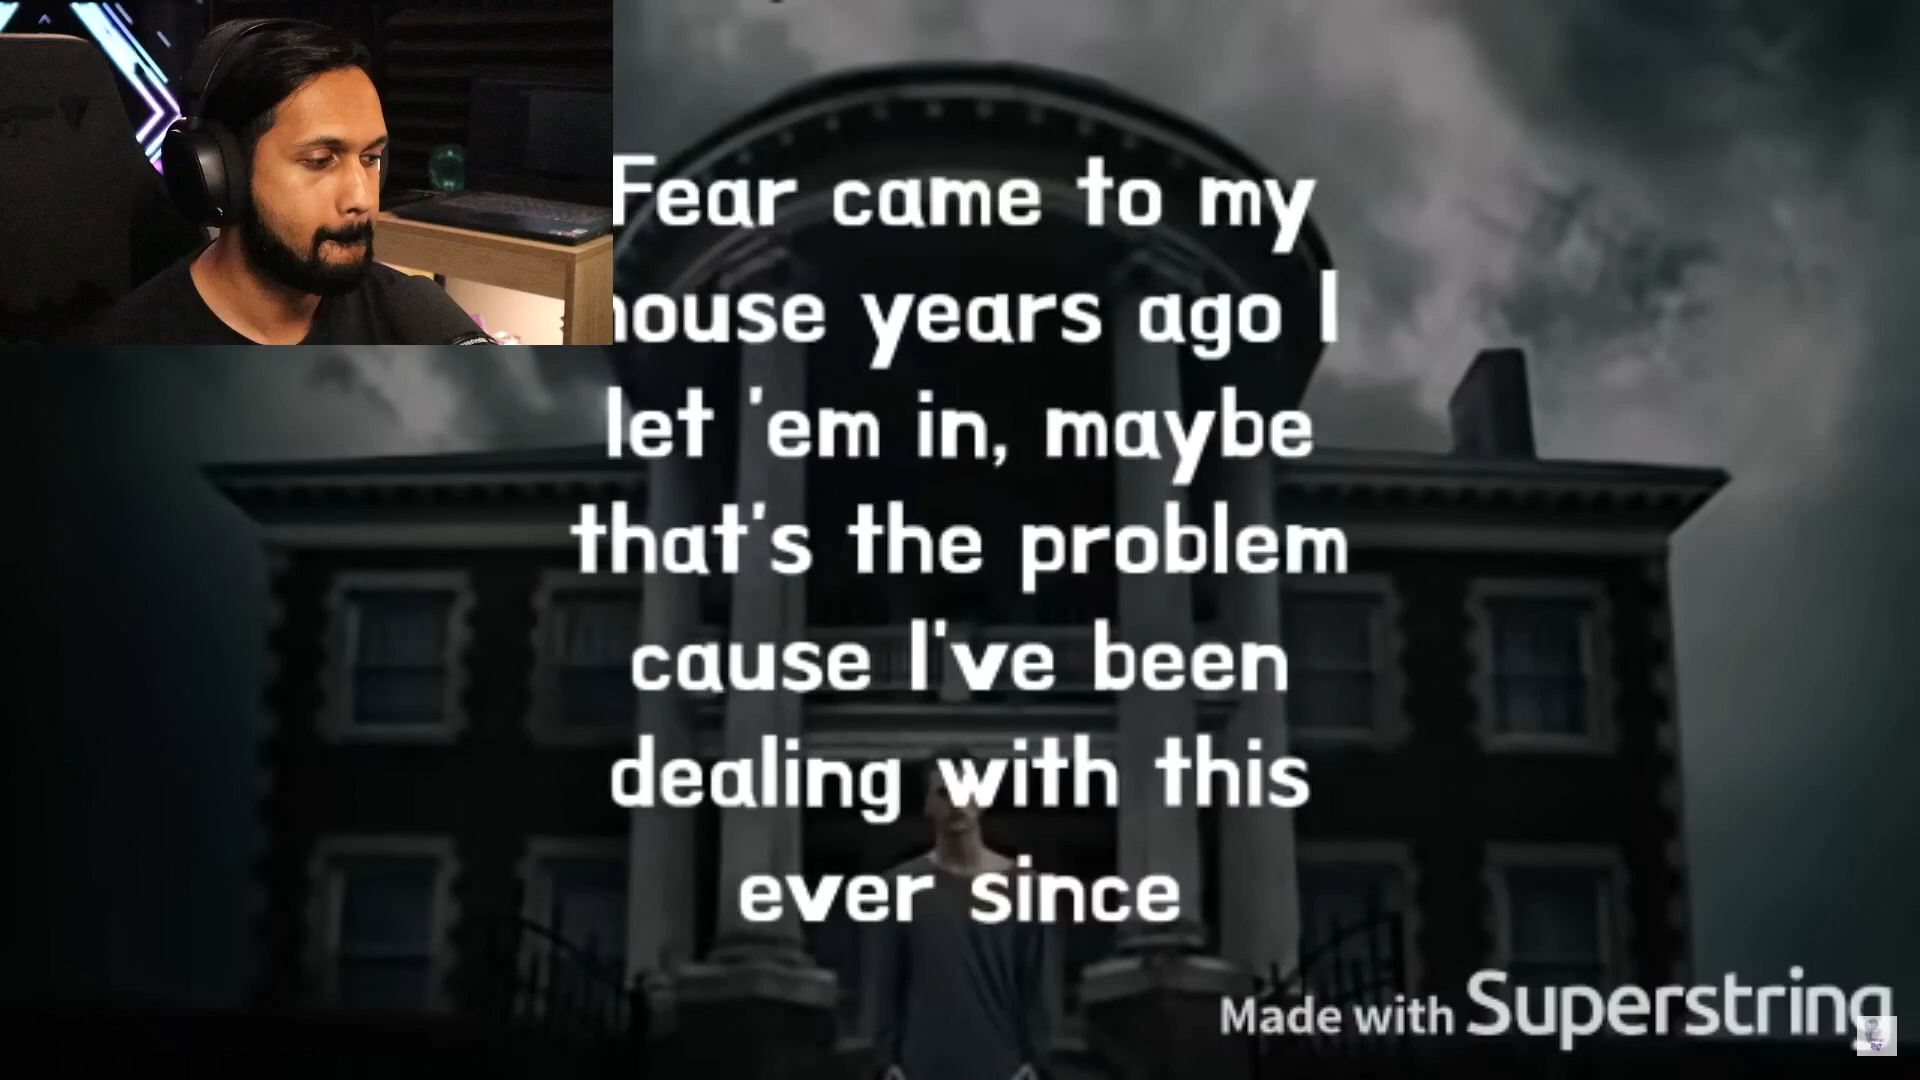 Fear came to my
house years ago I
let 'em in, maybe
that's the problem
cause I've been
dealing with this
ever since
Made with Superstring